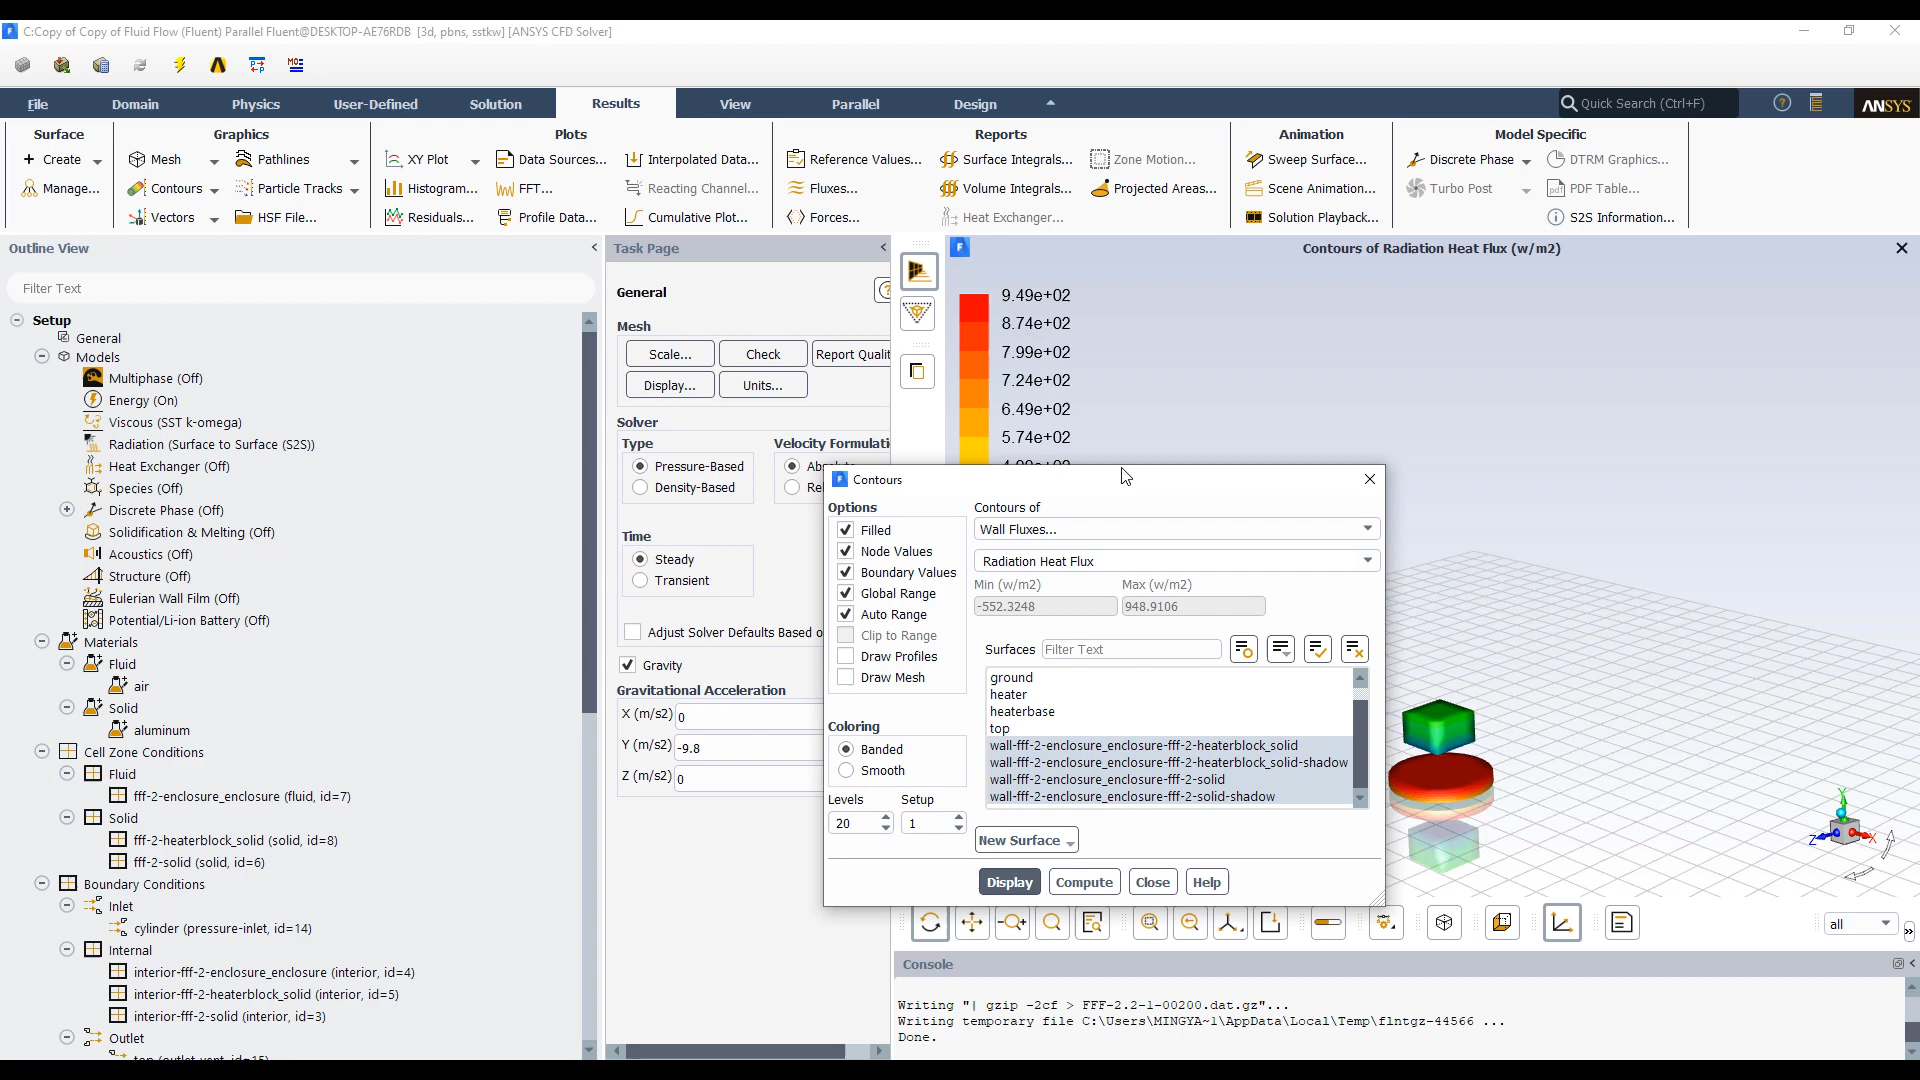 C:Copy of Copy of Fluid Flow (Fluent) Parallel Fluent@DESKTOP-AE76RDB [3d, pbns, sstkw] [ANSYS CFD Solver]
File Domain Physics User-Defined Solution Results View Parallel Design Quick Search (Ctrl+F) ANSYS
Surface Graphics Plots Reports Animation Model Specific
Create Mesh Pathlines XY Plot Data Sources... Interpolated Data... Reference Values... Surface Integrals... Zone Motion... Sweep Surface... Discrete Phase DTRM Graphics...
Manage... Contours Particle Tracks Histogram... FFT... Reacting Channel... Fluxes... Volume Integrals... Projected Areas... Scene Animation... Turbo Post PDF Table...
Vectors HSF File... Residuals... Profile Data... Cumulative Plot... Forces... Heat Exchanger... Solution Playback... S2S Information...
Outline View
Filter Text
Setup
General
Models
Multiphase (Off)
Energy (On)
Viscous (SST k-omega)
Radiation (Surface to Surface (S2S))
Heat Exchanger (Off)
Species (Off)
Discrete Phase (Off)
Solidification & Melting (Off)
Acoustics (Off)
Structure (Off)
Eulerian Wall Film (Off)
Potential/Li-ion Battery (Off)
Materials
Fluid
air
Solid
aluminum
Cell Zone Conditions
Fluid
fff-2-enclosure_enclosure (fluid, id=7)
Solid
fff-2-heaterblock_solid (solid, id=8)
fff-2-solid (solid, id=6)
Boundary Conditions
Inlet
cylinder (pressure-inlet, id=14)
Internal
interior-fff-2-enclosure_enclosure (interior, id=4)
interior-fff-2-heaterblock_solid (interior, id=5)
interior-fff-2-solid (interior, id=3)
Outlet
top (outlet-vent, id=15)
Task Page
General
Mesh
Scale... Check Report Qualit
Display... Units...
Solver
Type Velocity Formulati
Pressure-Based
Density-Based
Abs
Rel
Time
Steady
Transient
Adjust Solver Defaults Based o
Gravity
Gravitational Acceleration
X (m/s2) 0
Y (m/s2) -9.8
Z (m/s2) 0
Contours of Radiation Heat Flux (w/m2)
9.49e+02
8.74e+02
7.99e+02
7.24e+02
6.49e+02
5.74e+02
4.99e+02
Contours
Options
Filled
Node Values
Boundary Values
Global Range
Auto Range
Clip to Range
Draw Profiles
Draw Mesh
Coloring
Banded
Smooth
Levels Setup
20 1
Contours of
Wall Fluxes...
Radiation Heat Flux
Min (w/m2) Max (w/m2)
-552.3248 948.9106
Surfaces Filter Text
ground
heater
heaterbase
top
wall-fff-2-enclosure_enclosure-fff-2-heaterblock_solid
wall-fff-2-enclosure_enclosure-fff-2-heaterblock_solid-shadow
wall-fff-2-enclosure_enclosure-fff-2-solid
wall-fff-2-enclosure_enclosure-fff-2-solid-shadow
New Surface
Display Compute Close Help
Y
Z X
all
Console
Writing "| gzip -2cf > FFF-2.2-1-00200.dat.gz"...
Writing temporary file C:\Users\MINGYA~1\AppData\Local\Temp\flntgz-44566 ...
Done.